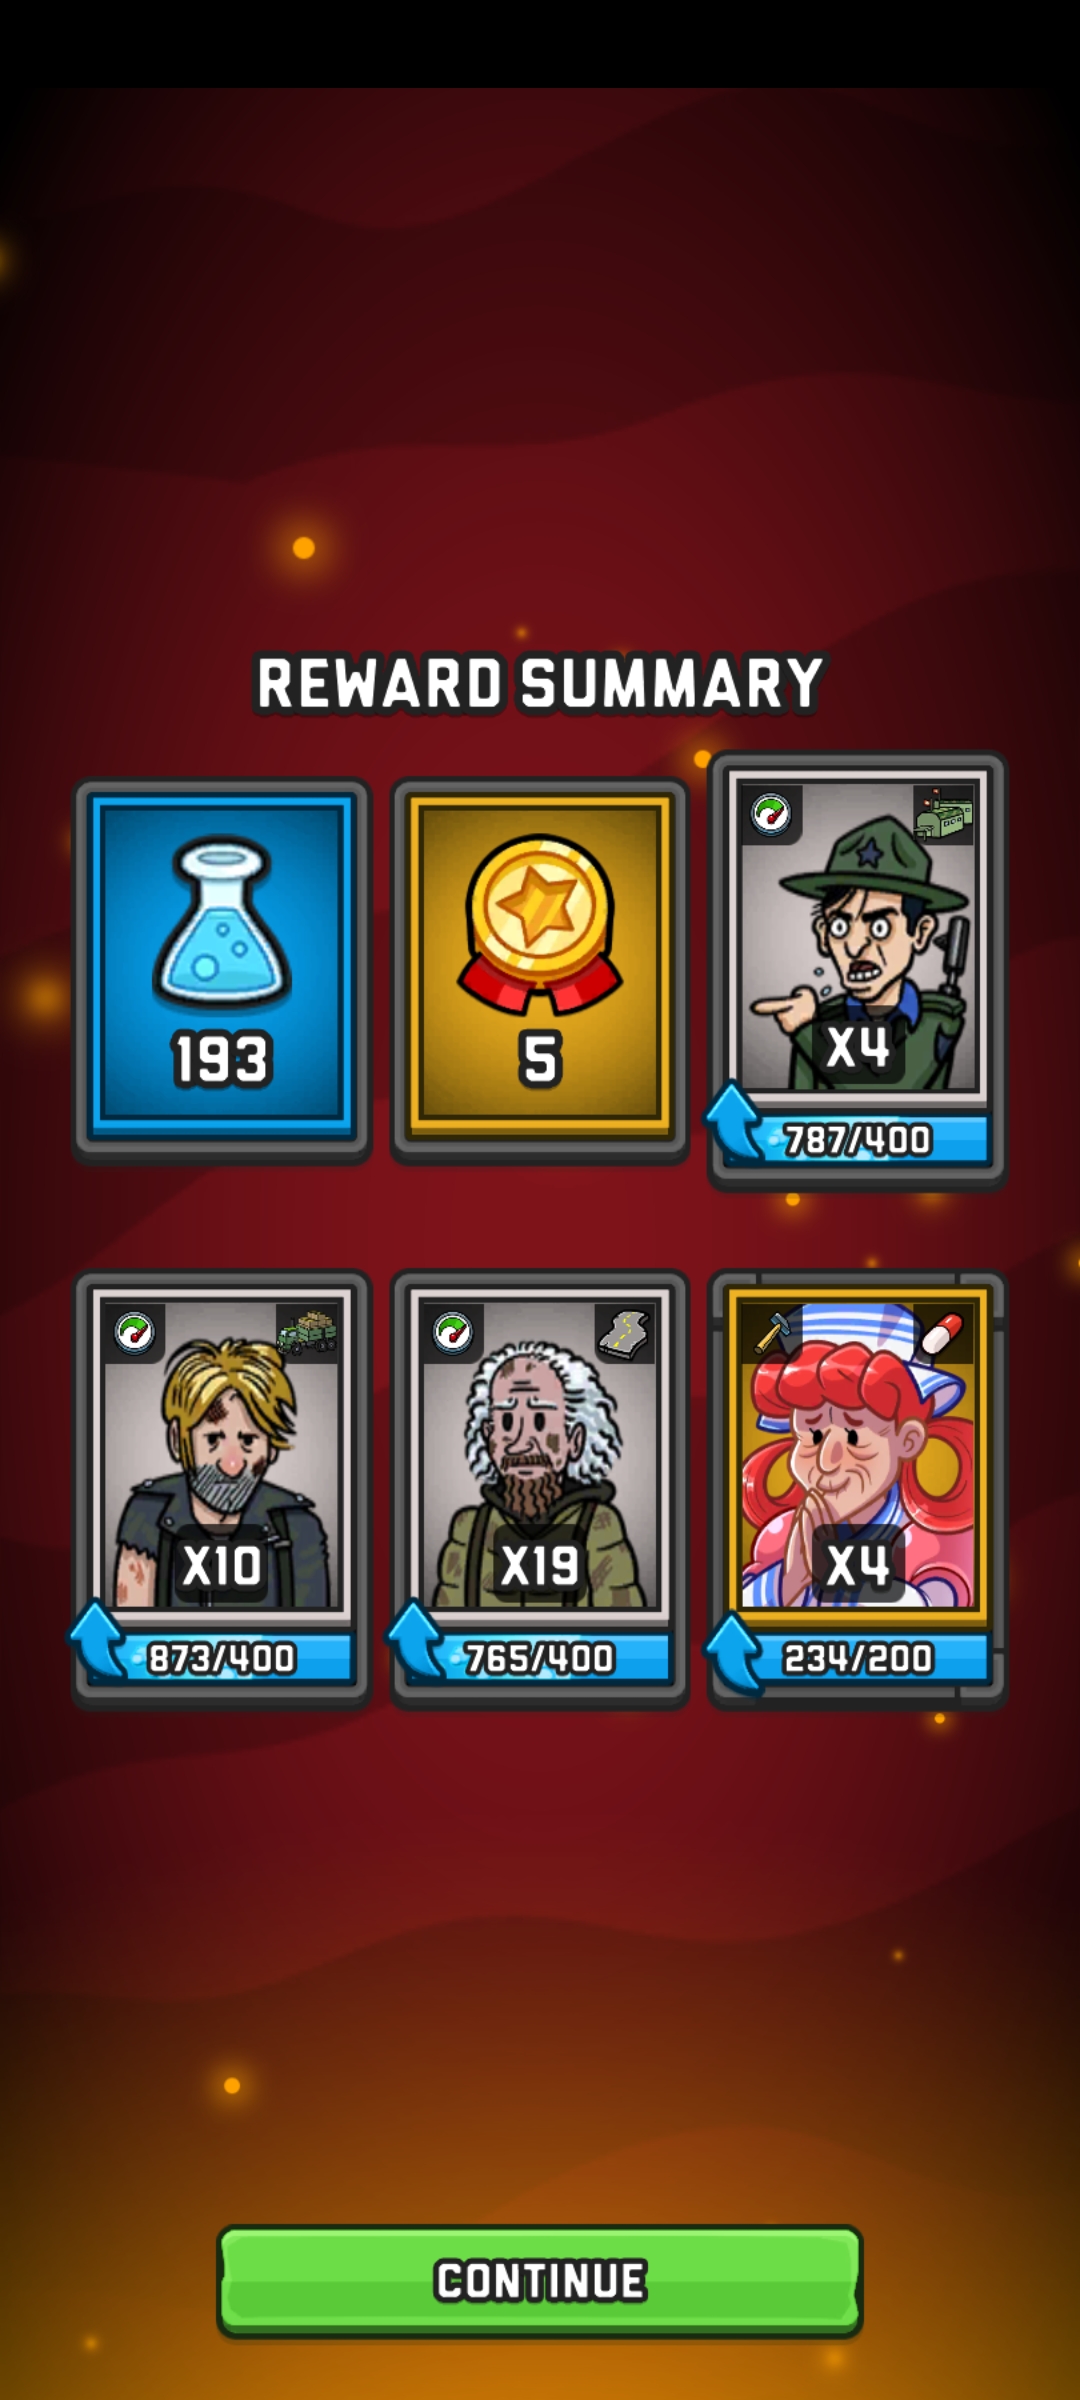 REWARD SUMMARY
193
5
X4
787/400
X10
873/400
X19
765/400
X4
234/200
CONTINUE